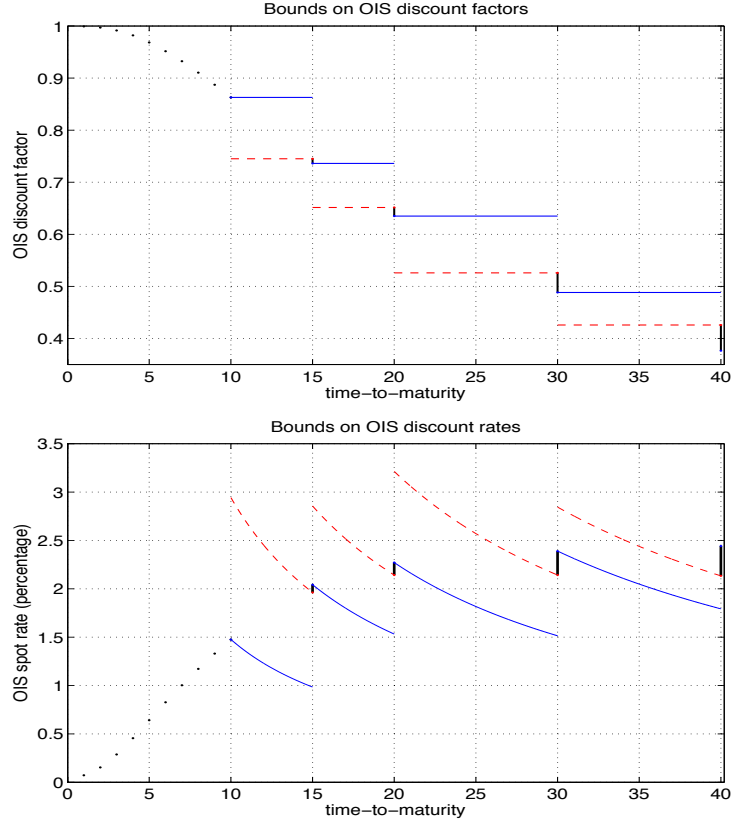 Bounds on OIS discount factors
1
0.9
0.8
0.7
0.6
0.5
0.4
OIS discount factor
0 5 10 15 20 25 30 35 40
time−to−maturity
Bounds on OIS discount rates
3.5
3
2.5
2
1.5
1
0.5
0
OIS spot rate (percentage)
0 5 10 15 20 25 30 35 40
time−to−maturity